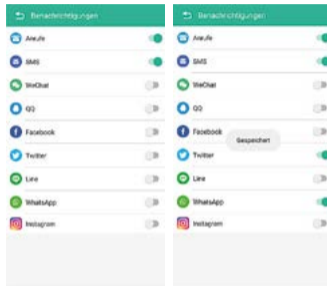 Benachrichtigungen
Anrufe
SMS
WeChat
QQ
Facebook
Twitter
Line
WhatsApp
Instagram
Benachrichtigungen
Anrufe
SMS
WeChat
QQ
Facebook
Gespeichert
Twitter
Line
WhatsApp
Instagram